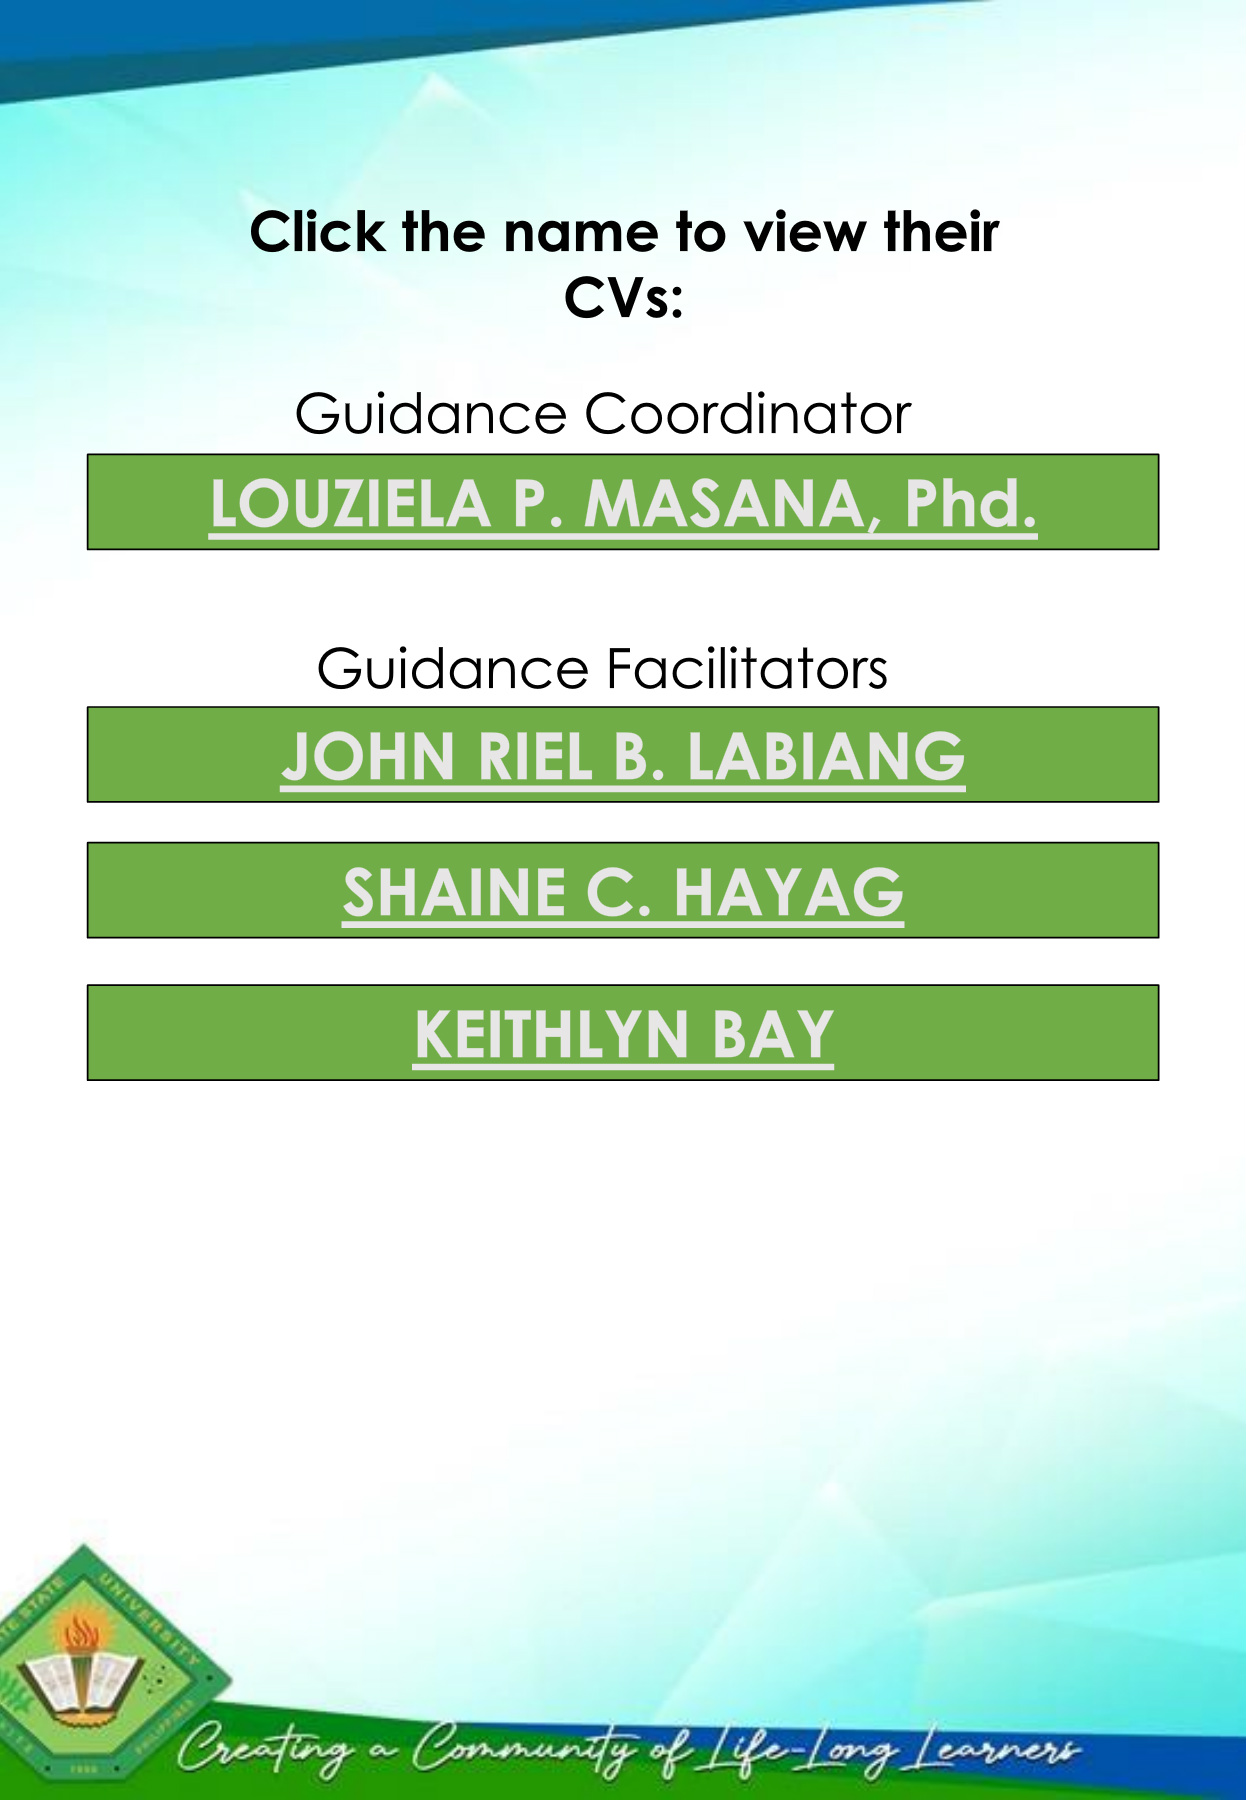 Click the name to view their
CVs:
Guidance Coordinator
LOUZIELA P. MASANA, Phd.
Guidance Facilitators
JOHN RIEL B. LABIANG
SHAINE C. HAYAG
KEITHLYN BAY
STATE UNIVERSITY
PHILIPPINES
Creating a Community of Life-Long Learners